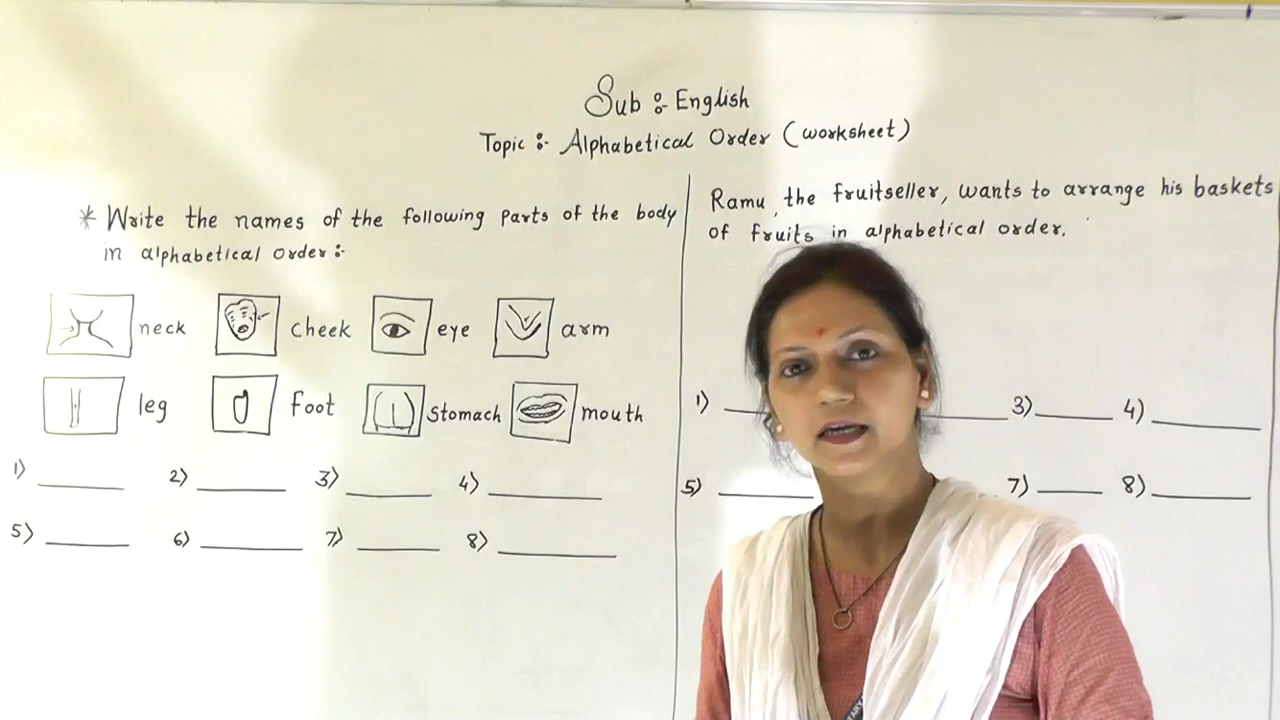 Sub :- English
Topic :- Alphabetical Order (worksheet)
* Write the names of the following parts of the body
in alphabetical order :-
neck cheek eye arm
leg foot stomach mouth
1) ______ 2) ______ 3) ______ 4) ______
5) ______ 6) ______ 7) ______ 8) ______
Ramu, the fruitseller, wants to arrange his baskets
of fruits in alphabetical order.
1) ______ 3) ______ 4) ______
5) ______ 7) ______ 8) ______